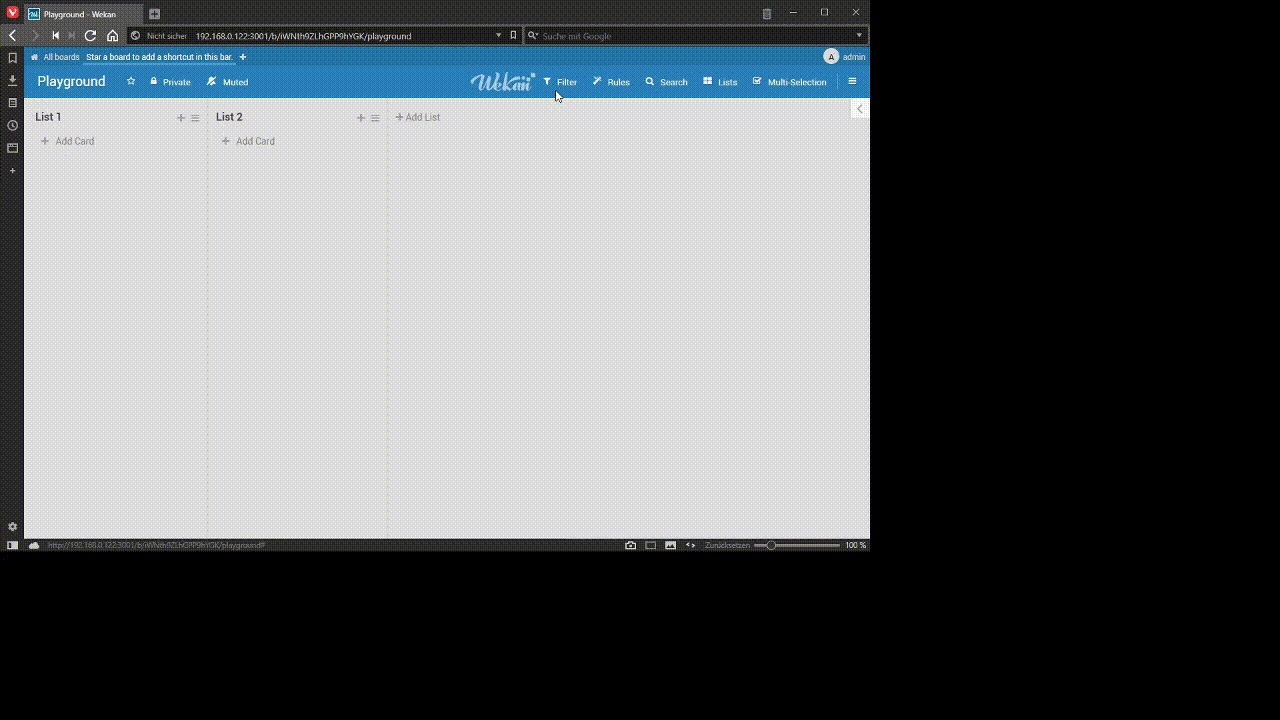 Playground - Wekan
Nicht sicher 192.168.0.122:3001/b/iWNth9ZLhGPP9hYGK/playground Suche mit Google
All boards Star a board to add a shortcut in this bar. A admin
Playground Private Muted Wekan Filter Rules Search Lists Multi-Selection
List 1 List 2 Add List
Add Card Add Card
http://192.168.0.122:3001/b/iWNth9ZLhGPP9hYGK/playground# Zurücksetzen 100 %